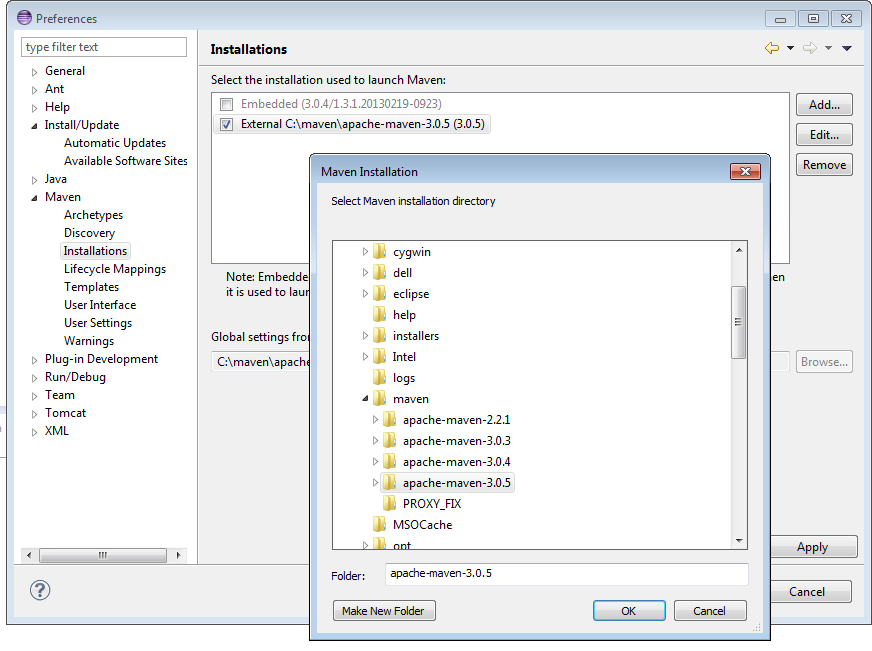 Preferences
type filter text
General
Ant
Help
Install/Update
Automatic Updates
Available Software Sites
Java
Maven
Archetypes
Discovery
Installations
Lifecycle Mappings
Templates
User Interface
User Settings
Warnings
Plug-in Development
Run/Debug
Team
Tomcat
XML
Installations
Select the installation used to launch Maven:
Embedded (3.0.4/1.3.1.20130219-0923)
External C:\maven\apache-maven-3.0.5 (3.0.5)
Add...
Edit...
Remove
Note: Embedde
en
it is used to laur
Global settings fro
C:\maven\apache
Browse...
Apply
Cancel
Maven Installation
Select Maven installation directory
cygwin
dell
eclipse
help
installers
Intel
logs
maven
apache-maven-2.2.1
apache-maven-3.0.3
apache-maven-3.0.4
apache-maven-3.0.5
PROXY_FIX
MSOCache
opt
Folder:
apache-maven-3.0.5
Make New Folder
OK
Cancel